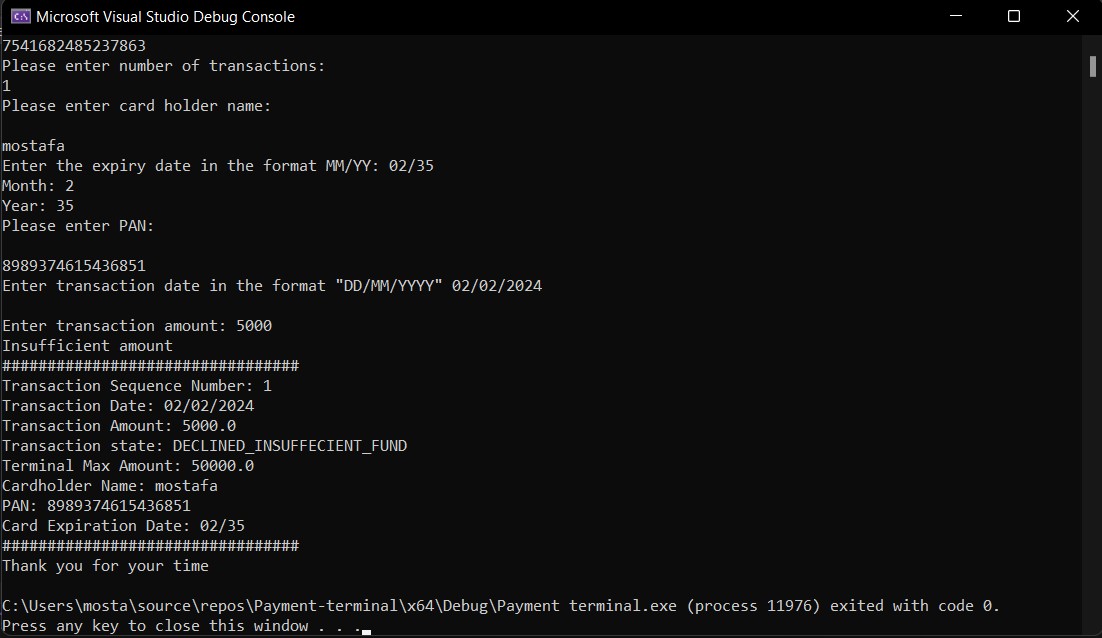 Microsoft Visual Studio Debug Console
7541682485237863
Please enter number of transactions:
1
Please enter card holder name:
mostafa
Enter the expiry date in the format MM/YY: 02/35
Month: 2
Year: 35
Please enter PAN:
8989374615436851
Enter transaction date in the format "DD/MM/YYYY" 02/02/2024
Enter transaction amount: 5000
Insufficient amount
#################################
Transaction Sequence Number: 1
Transaction Date: 02/02/2024
Transaction Amount: 5000.0
Transaction state: DECLINED_INSUFFECIENT_FUND
Terminal Max Amount: 50000.0
Cardholder Name: mostafa
PAN: 8989374615436851
Card Expiration Date: 02/35
#################################
Thank you for your time
C:\Users\mosta\source\repos\Payment-terminal\x64\Debug\Payment terminal.exe (process 11976) exited with code 0.
Press any key to close this window . . .